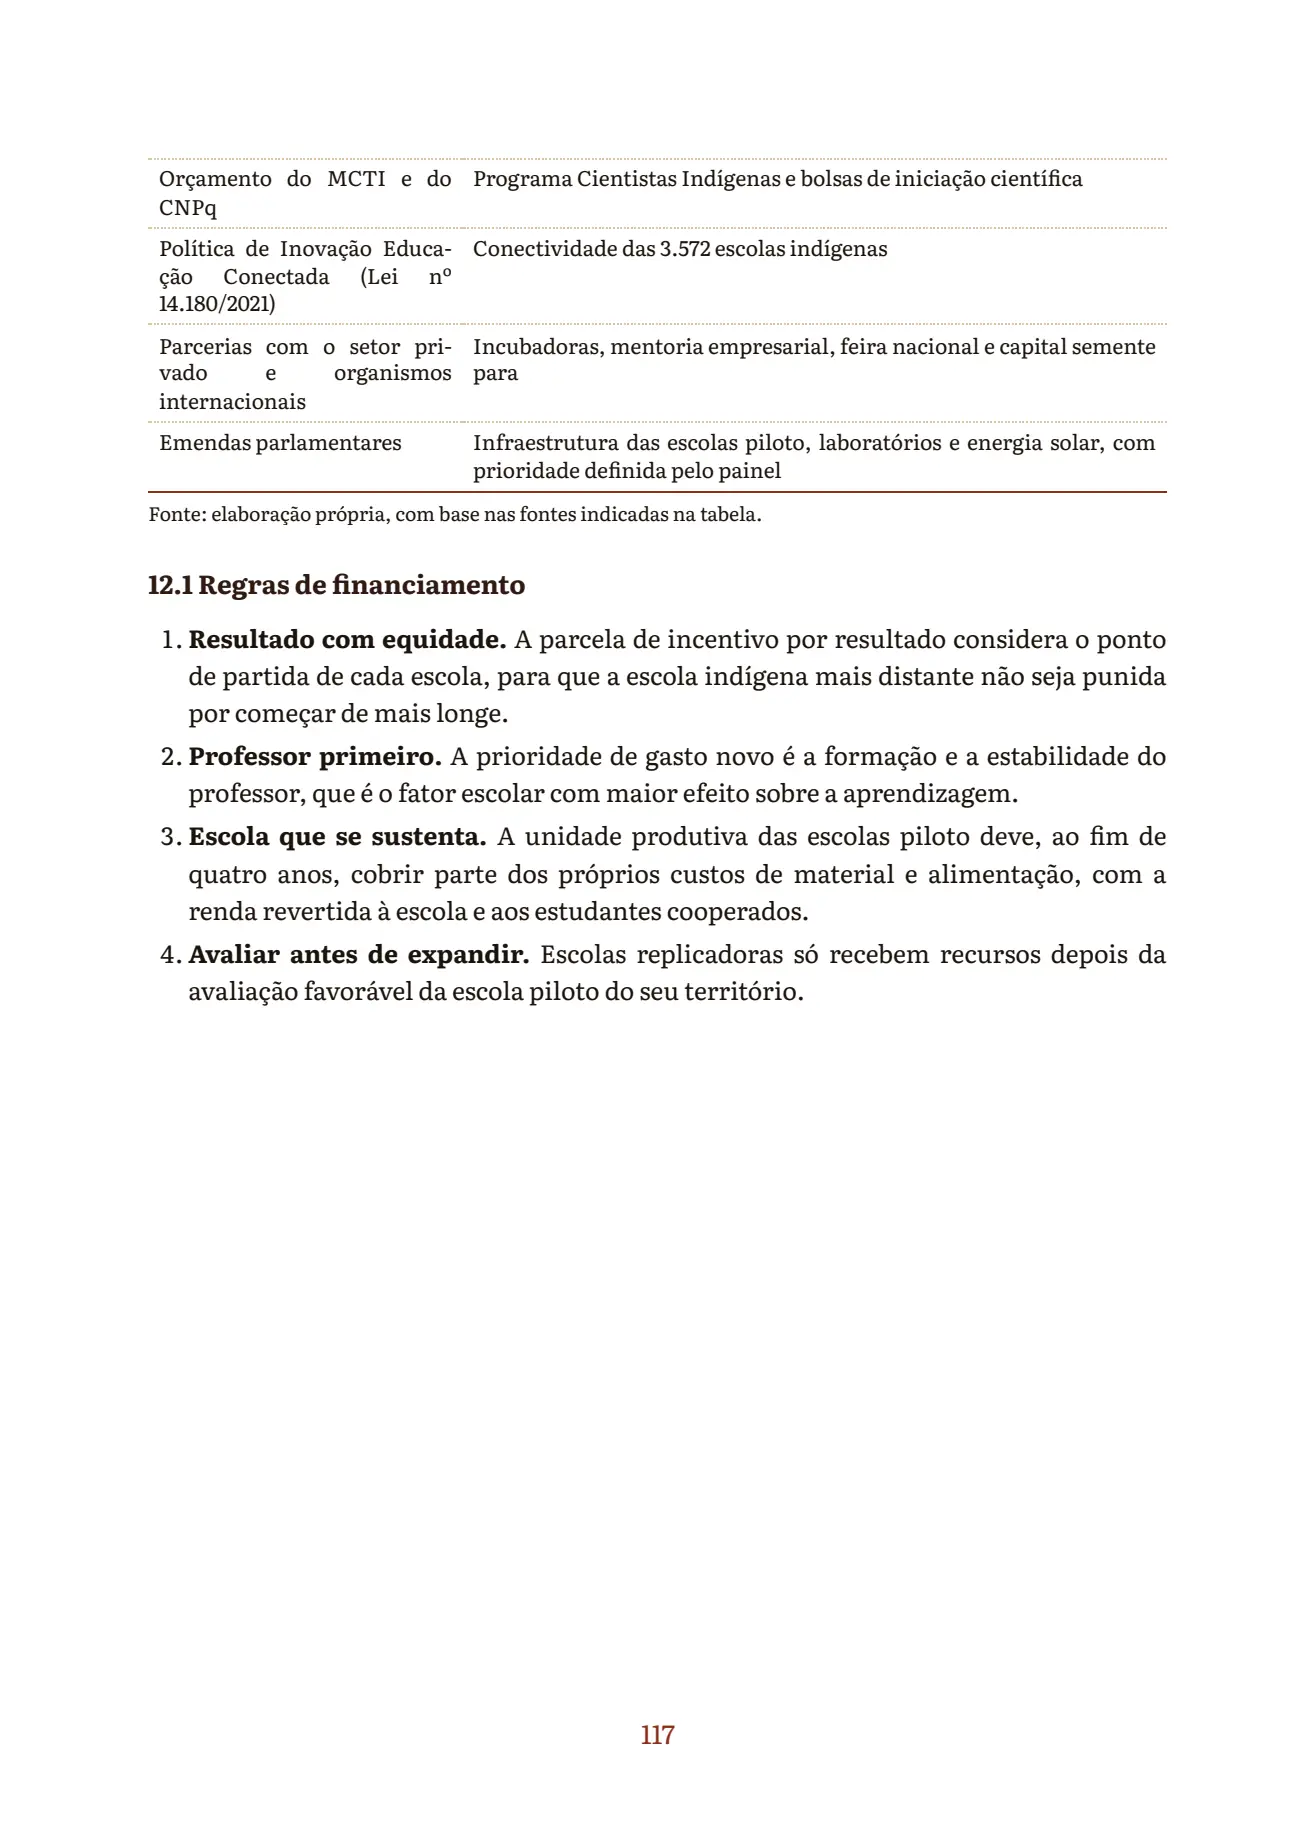 Orçamento do MCTI e do Programa Cientistas Indígenas e bolsas de iniciação científica
CNPq
Política de Inovação Educa- Conectividade das 3.572 escolas indígenas
ção Conectada (Lei nº
14.180/2021)
Parcerias com o setor pri- Incubadoras, mentoria empresarial, feira nacional e capital semente
vado e organismos para
internacionais
Emendas parlamentares Infraestrutura das escolas piloto, laboratórios e energia solar, com
prioridade definida pelo painel
Fonte: elaboração própria, com base nas fontes indicadas na tabela.
12.1 Regras de financiamento
1. Resultado com equidade. A parcela de incentivo por resultado considera o ponto
de partida de cada escola, para que a escola indígena mais distante não seja punida
por começar de mais longe.
2. Professor primeiro. A prioridade de gasto novo é a formação e a estabilidade do
professor, que é o fator escolar com maior efeito sobre a aprendizagem.
3. Escola que se sustenta. A unidade produtiva das escolas piloto deve, ao fim de
quatro anos, cobrir parte dos próprios custos de material e alimentação, com a
renda revertida à escola e aos estudantes cooperados.
4. Avaliar antes de expandir. Escolas replicadoras só recebem recursos depois da
avaliação favorável da escola piloto do seu território.
117